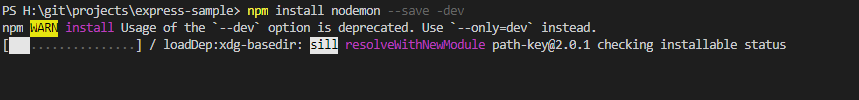 PS H:\git\projects\express-sample> npm install nodemon --save -dev
npm WARN install Usage of the `--dev` option is deprecated. Use `--only=dev` instead.
[ ...............] / loadDep:xdg-basedir: sill resolveWithNewModule path-key@2.0.1 checking installable status